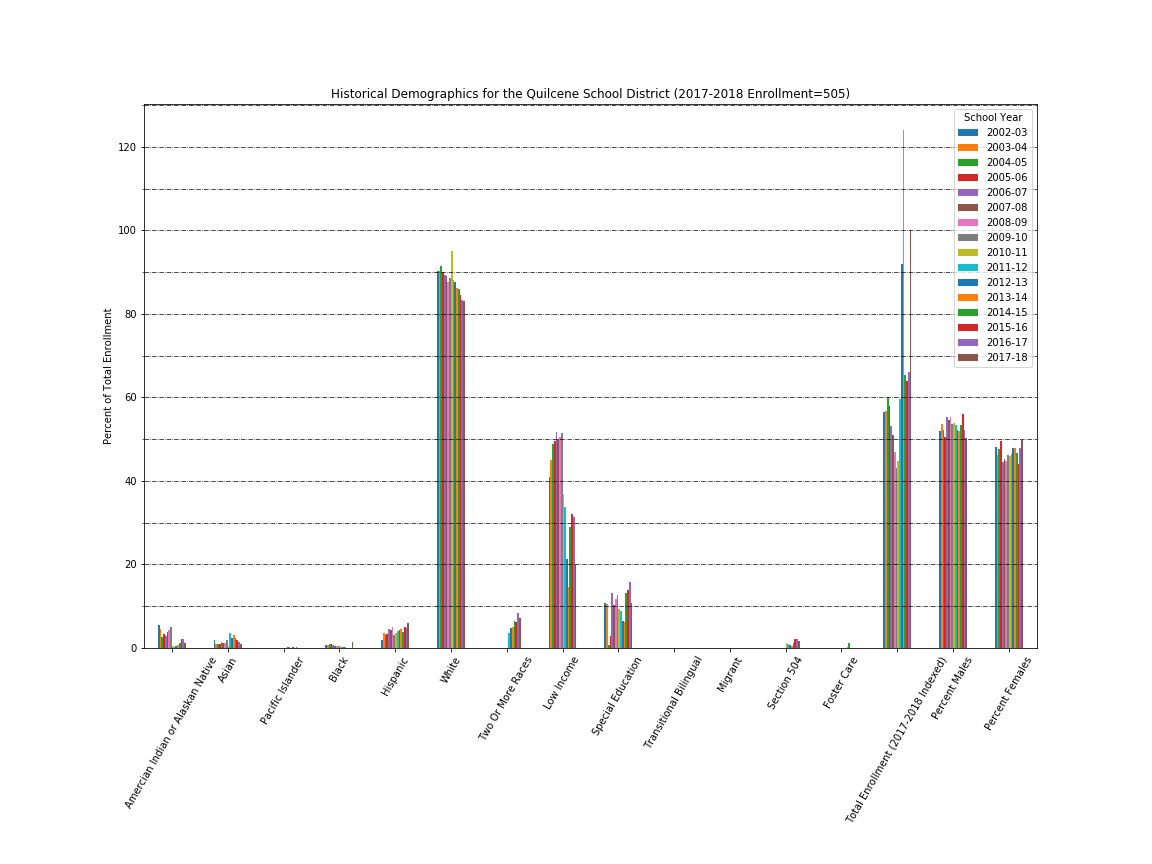 Historical Demographics for the Quilcene School District (2017-2018 Enrollment=505)
Percent of Total Enrollment
120
100
80
60
40
20
0
School Year
2002-03
2003-04
2004-05
2005-06
2006-07
2007-08
2008-09
2009-10
2010-11
2011-12
2012-13
2013-14
2014-15
2015-16
2016-17
2017-18
Amercian Indian or Alaskan Native
Asian
Pacific Islander
Black
Hispanic
White
Two Or More Races
Low Income
Special Education
Transitional Bilingual
Migrant
Section 504
Foster Care
Total Enrollment (2017-2018 Indexed)
Percent Males
Percent Females